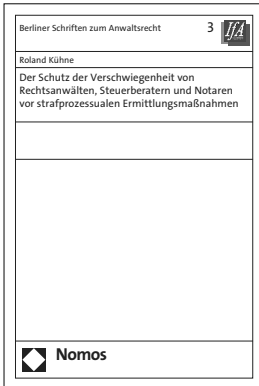 Berliner Schriften zum Anwaltsrecht 3 IfA
Roland Kühne
Der Schutz der Verschwiegenheit von
Rechtsanwälten, Steuerberatern und Notaren
vor strafprozessualen Ermittlungsmaßnahmen
Nomos